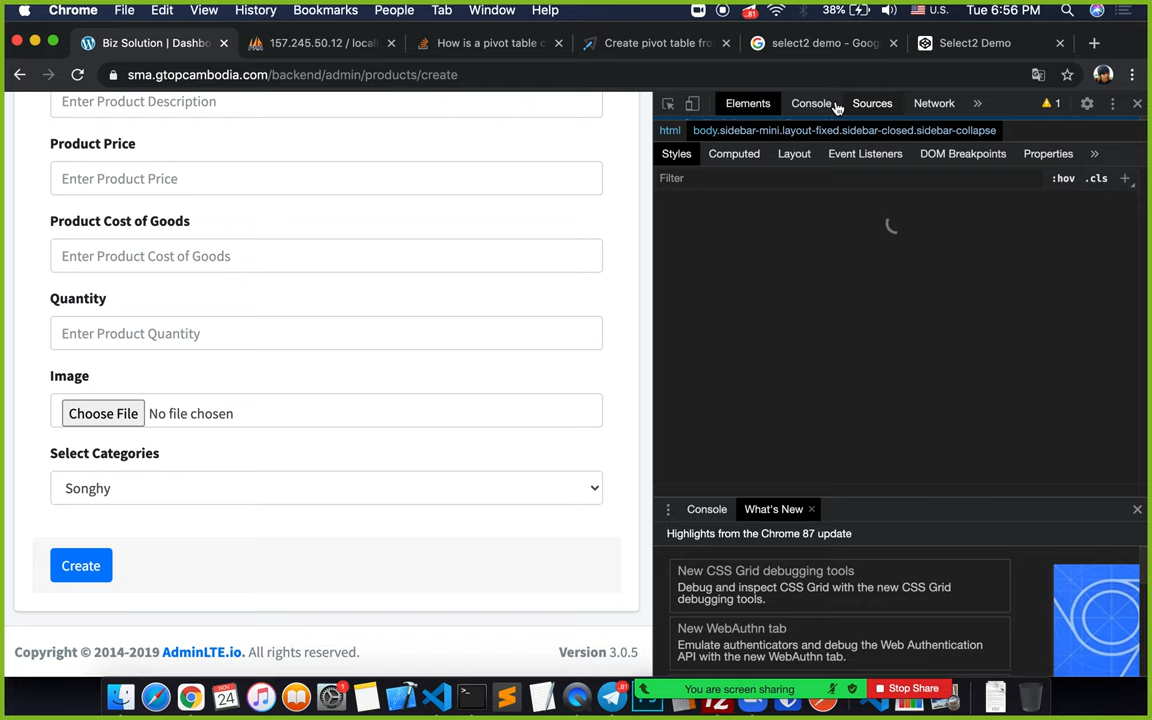 Chrome File Edit View History Bookmarks People Tab Window Help 38% U.S. Tue 6:56 PM
Biz Solution | Dashbo 157.245.50.12 / local How is a pivot table c Create pivot table fro select2 demo - Goog Select2 Demo
sma.gtopcambodia.com/backend/admin/products/create
Enter Product Description
Product Price
Enter Product Price
Product Cost of Goods
Enter Product Cost of Goods
Quantity
Enter Product Quantity
Image
Choose File No file chosen
Select Categories
Songhy
Create
Copyright © 2014-2019 AdminLTE.io. All rights reserved. Version 3.0.5
Elements Console Sources Network » 1
html body.sidebar-mini.layout-fixed.sidebar-closed.sidebar-collapse
Styles Computed Layout Event Listeners DOM Breakpoints Properties »
Filter :hov .cls +
Console What's New
Highlights from the Chrome 87 update
New CSS Grid debugging tools
Debug and inspect CSS Grid with the new CSS Grid
debugging tools.
New WebAuthn tab
Emulate authenticators and debug the Web Authentication
API with the new WebAuthn tab.
You are screen sharing Stop Share
NOV
24